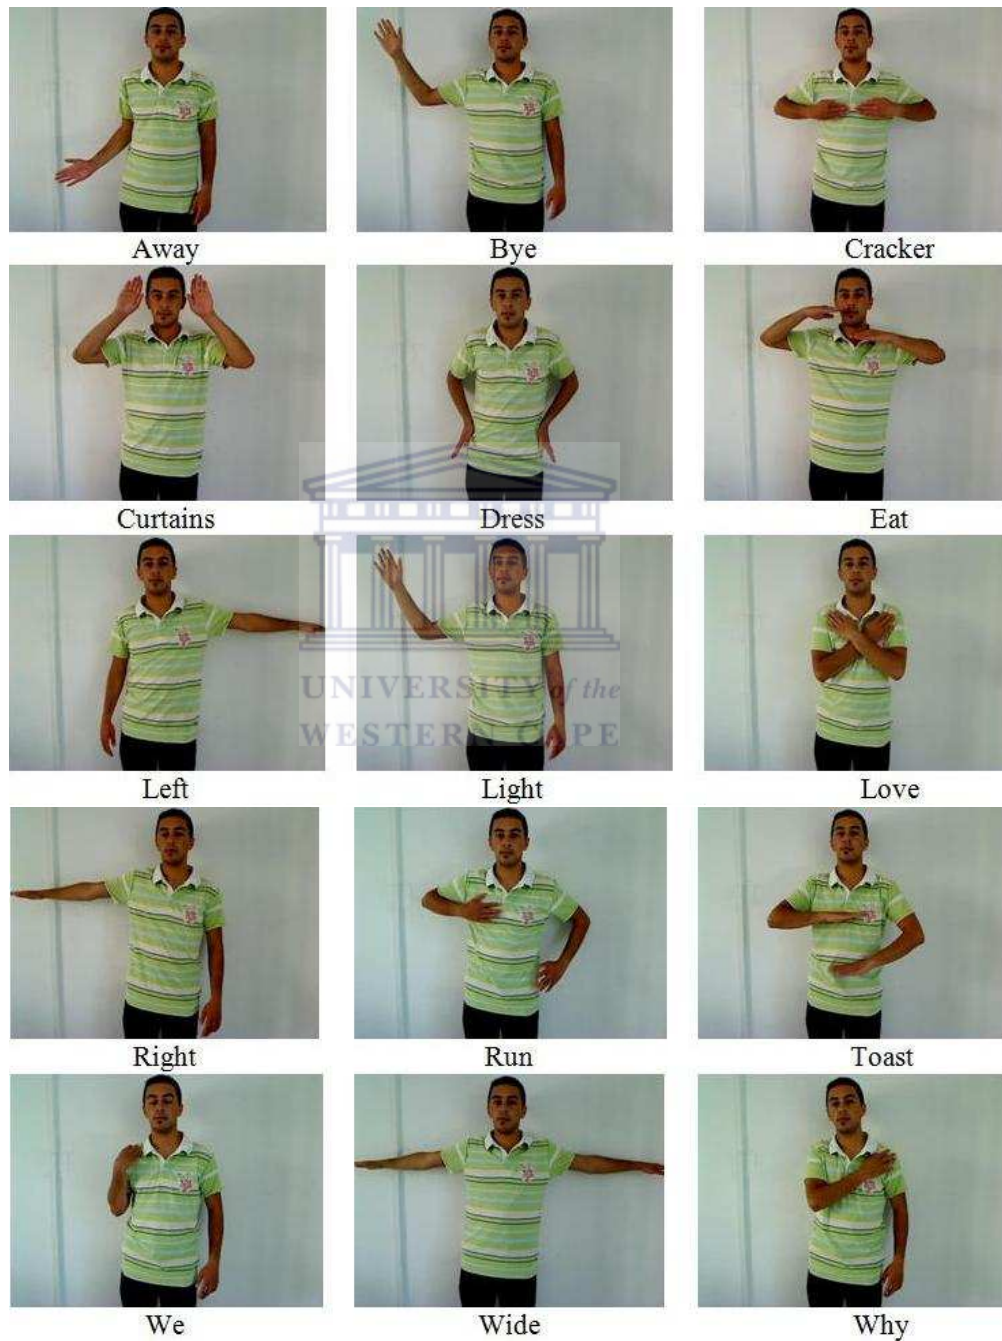 Away Bye Cracker
Curtains Dress Eat
Left Light Love
UNIVERSITY of the
WESTERN CAPE
Right Run Toast
We Wide Why